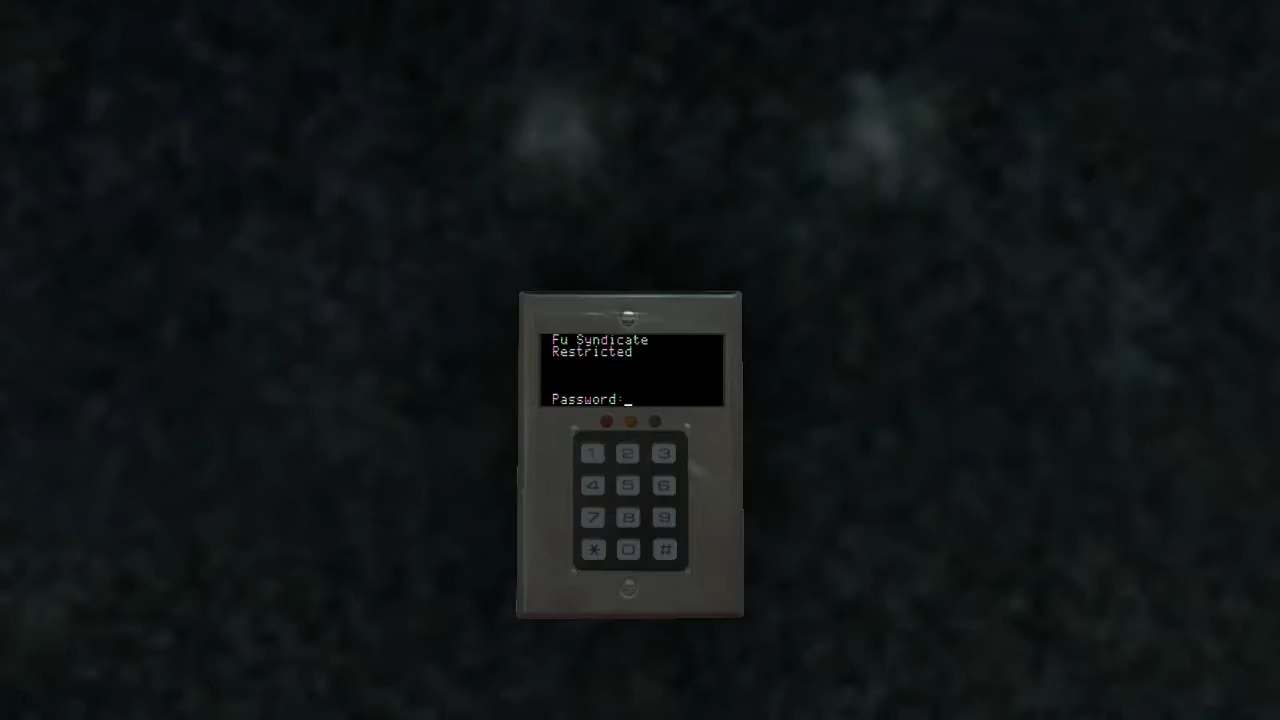 Fu Syndicate
Restricted
Password:_
1 2 3
4 5 6
7 8 9
* 0 #